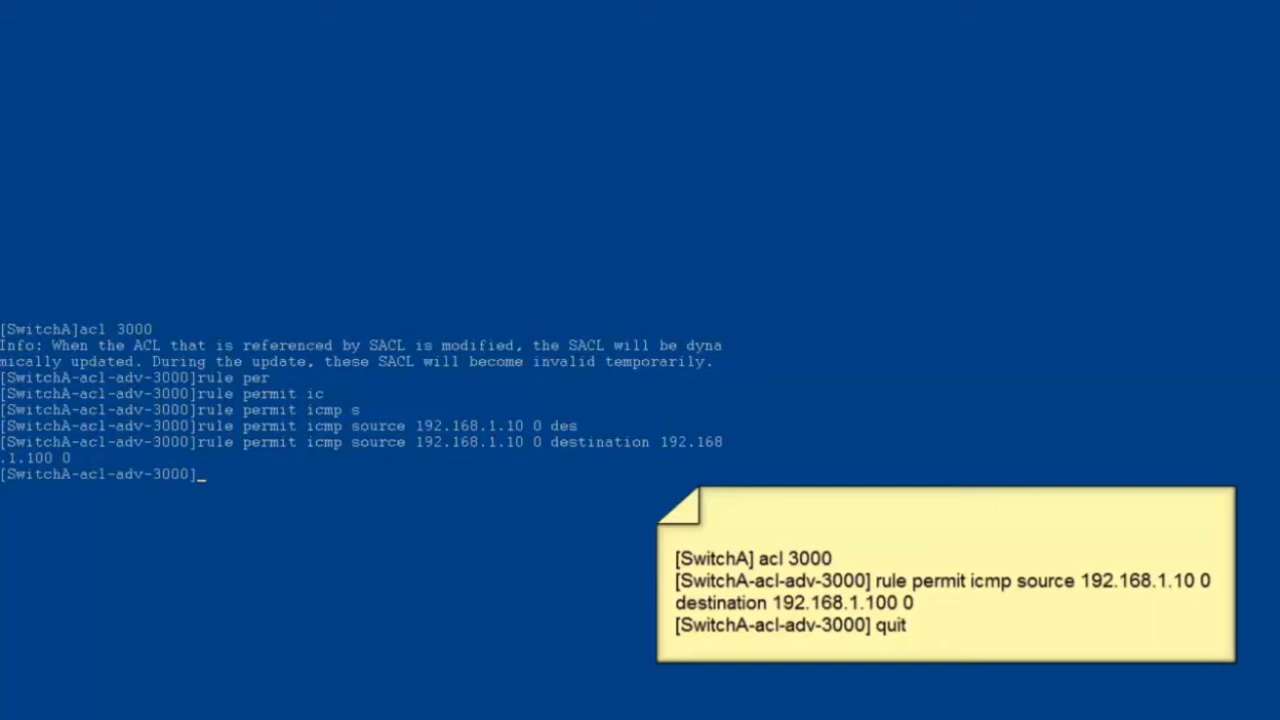 [SwitchA]acl 3000
Info: When the ACL that is referenced by SACL is modified, the SACL will be dyna
mically updated. During the update, these SACL will become invalid temporarily.
[SwitchA-acl-adv-3000]rule per
[SwitchA-acl-adv-3000]rule permit ic
[SwitchA-acl-adv-3000]rule permit icmp s
[SwitchA-acl-adv-3000]rule permit icmp source 192.168.1.10 0 des
[SwitchA-acl-adv-3000]rule permit icmp source 192.168.1.10 0 destination 192.168
.1.100 0
[SwitchA-acl-adv-3000]_
[SwitchA] acl 3000
[SwitchA-acl-adv-3000] rule permit icmp source 192.168.1.10 0
destination 192.168.1.100 0
[SwitchA-acl-adv-3000] quit